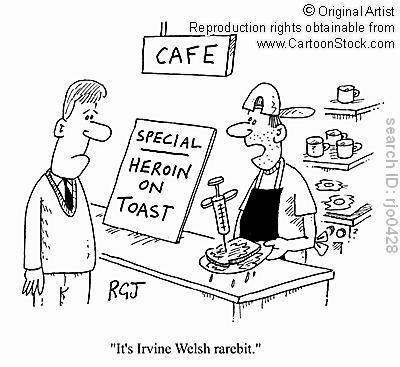 © Original Artist
Reproduction rights obtainable from
www.CartoonStock.com
CAFE
SPECIAL
HEROIN
ON
TOAST
search ID: rjo0428
RGJ
"It's Irvine Welsh rarebit."